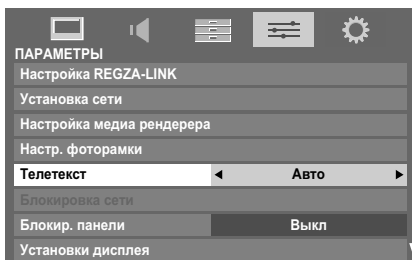 ПАРАМЕТРЫ
Настройка REGZA-LINK
Установка сети
Настройка медиа рендерера
Настр. фоторамки
Телетекст ◀ Авто ▶
Блокировка сети
Блокир. панели Выкл
Установки дисплея